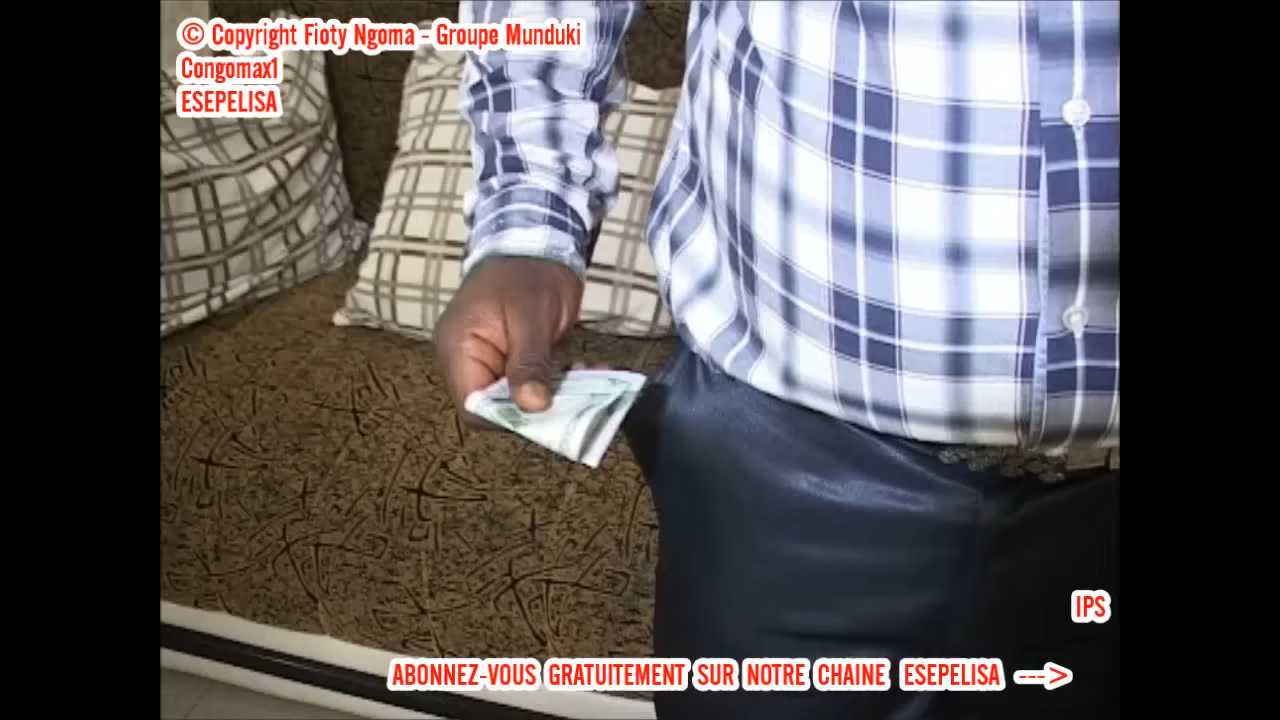 © Copyright Fioty Ngoma - Groupe Munduki
Congomax1
ESEPELISA
IPS
ABONNEZ-VOUS GRATUITEMENT SUR NOTRE CHAINE ESEPELISA --->